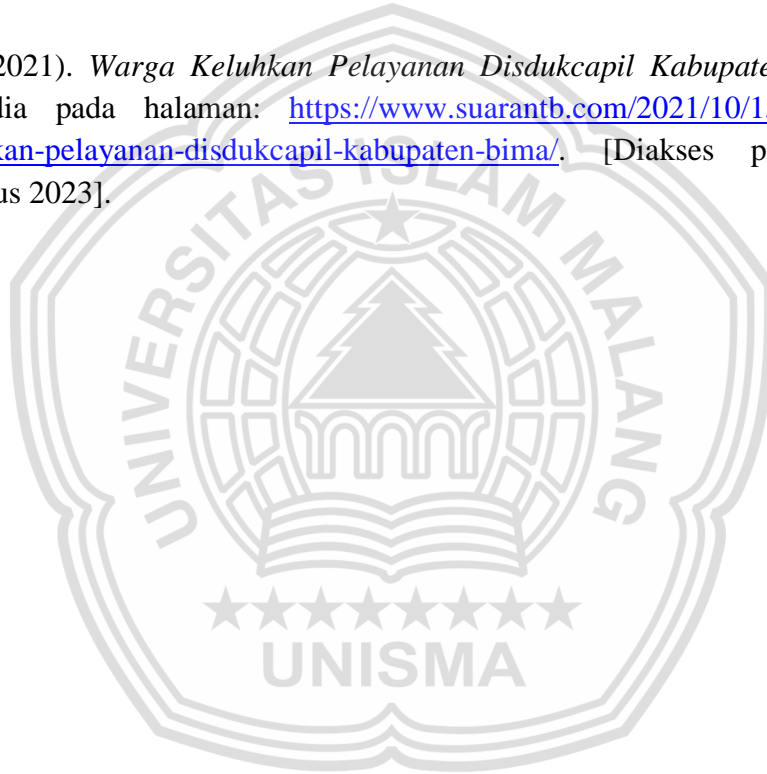 2021). Warga Keluhkan Pelayanan Disdukcapil Kabupate
dia pada halaman: https://www.suarantb.com/2021/10/1
kan-pelayanan-disdukcapil-kabupaten-bima/. [Diakses p
us 2023].
UNIVERSITAS ISLAM MALANG
UNISMA